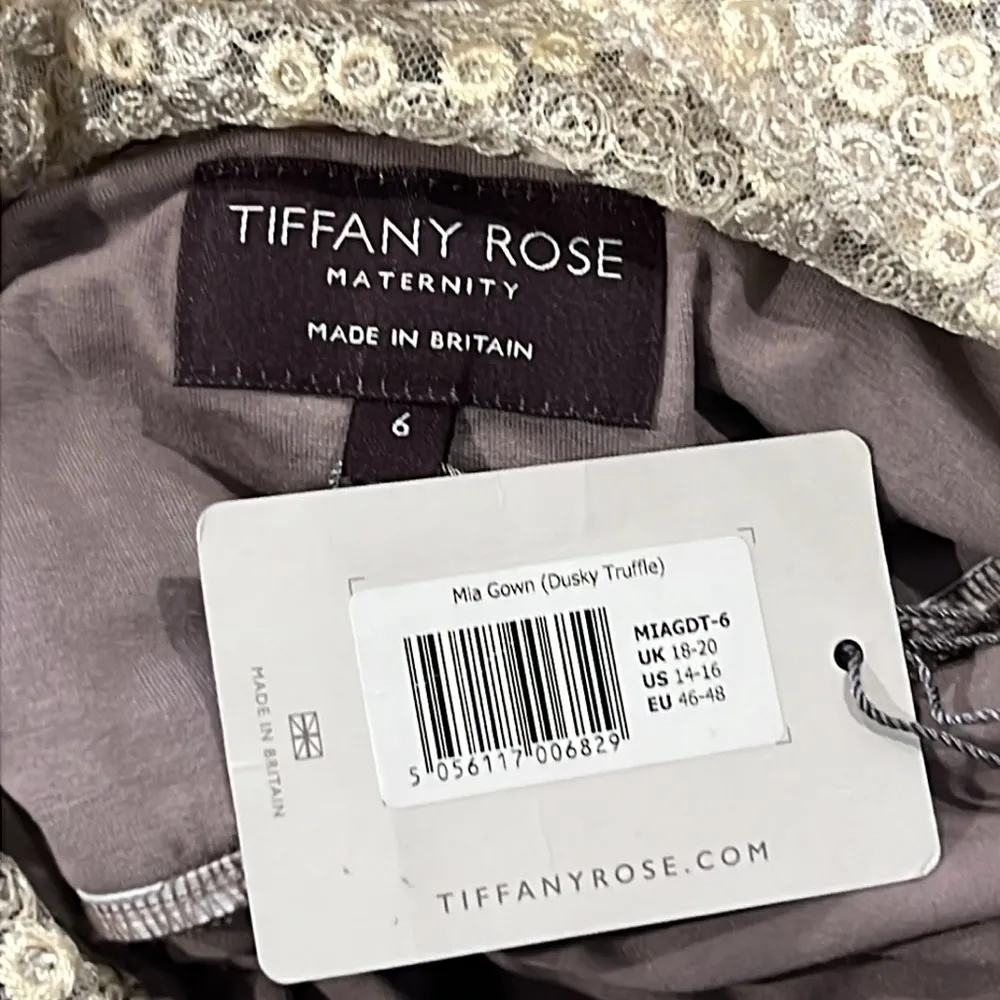 TIFFANY ROSE
MATERNITY
MADE IN BRITAIN
6
Mia Gown (Dusky Truffle)
MIAGDT-6
UK 18-20
US 14-16
EU 46-48
5 056117 006829
MADE IN BRITAIN
TIFFANYROSE.COM